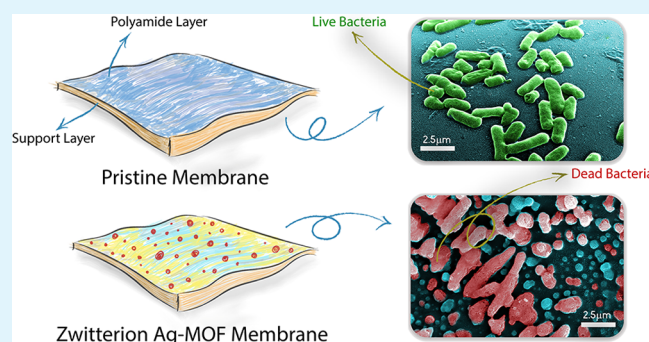 Polyamide Layer
Live Bacteria
Support Layer
2.5µm
Pristine Membrane
Dead Bacteria
2.5µm
Zwitterion Ag-MOF Membrane